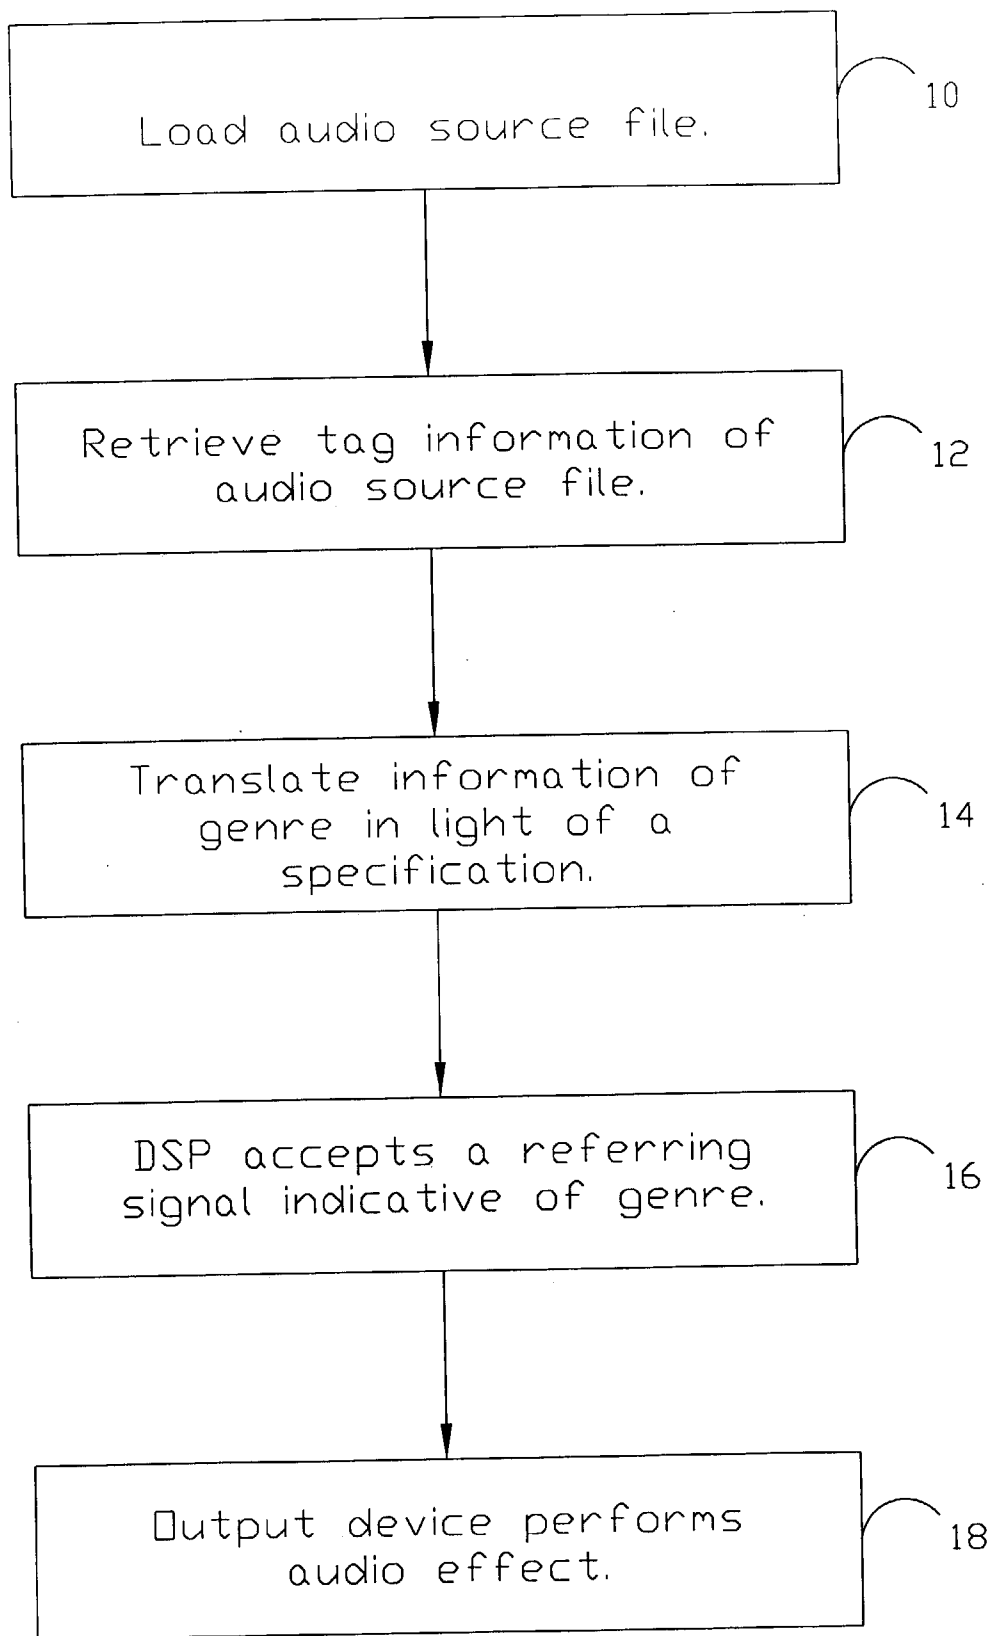 Load audio source file.
10
Retrieve tag information of
audio source file.
12
Translate information of
genre in light of a
specification.
14
DSP accepts a referring
signal indicative of genre.
16
Output device performs
audio effect.
18